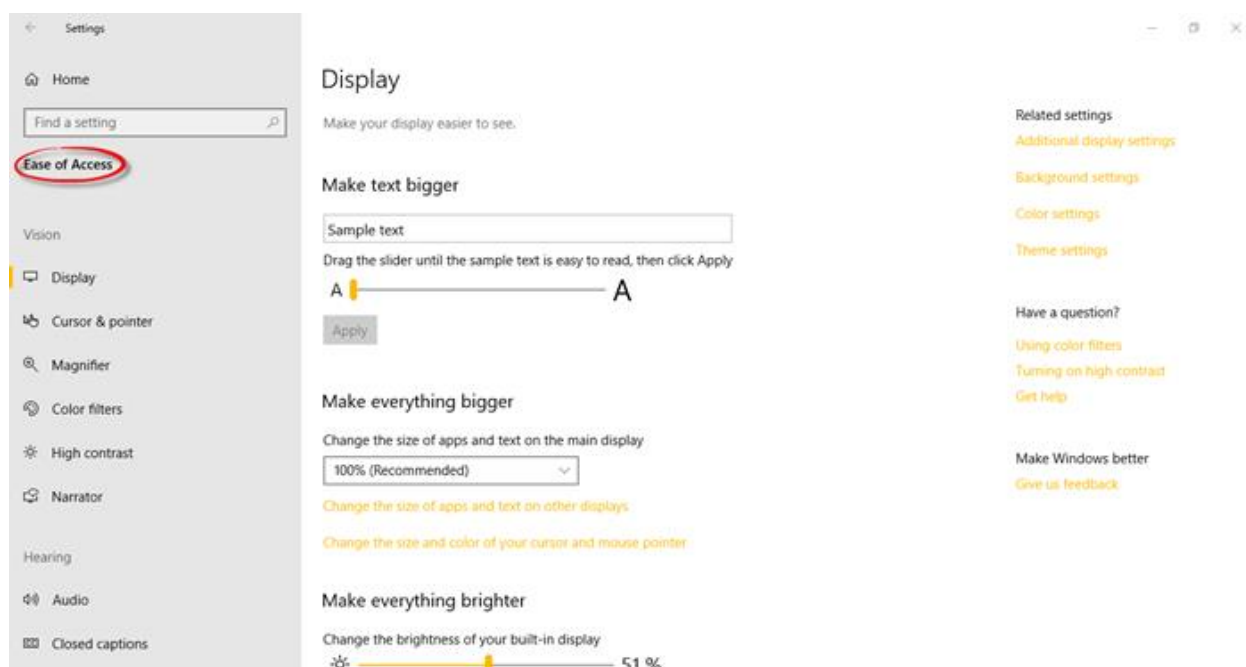 Settings
Home
Find a setting
Ease of Access
Vision
Display
Cursor & pointer
Magnifier
Color filters
High contrast
Narrator
Hearing
Audio
Closed captions
Display
Make your display easier to see.
Make text bigger
Sample text
Drag the slider until the sample text is easy to read, then click Apply
A A
Apply
Make everything bigger
Change the size of apps and text on the main display
100% (Recommended)
Change the size of apps and text on other displays
Change the size and color of your cursor and mouse pointer
Make everything brighter
Change the brightness of your built-in display
51 %
Related settings
Additional display settings
Background settings
Color settings
Theme settings
Have a question?
Using color filters
Turning on high contrast
Get help
Make Windows better
Give us feedback